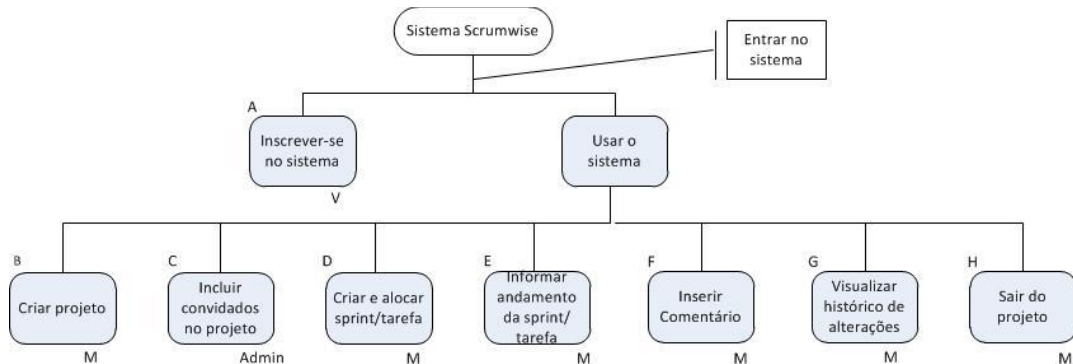 Sistema Scrumwise
Entrar no
sistema
A
Inscrever-se
no sistema
V
Usar o
sistema
B
Criar projeto
M
C
Incluir
convidados
no projeto
Admin
D
Criar e alocar
sprint/tarefa
M
E
Informar
andamento
da sprint/
tarefa
M
F
Inserir
Comentário
M
G
Visualizar
histórico de
alterações
M
H
Sair do
projeto
M